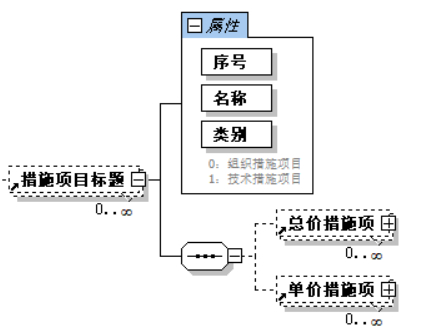 属性
序号
名称
类别
0：组织措施项目
1：技术措施项目
措施项目标题
0..∞
总价措施项
0..∞
单价措施项
0..∞